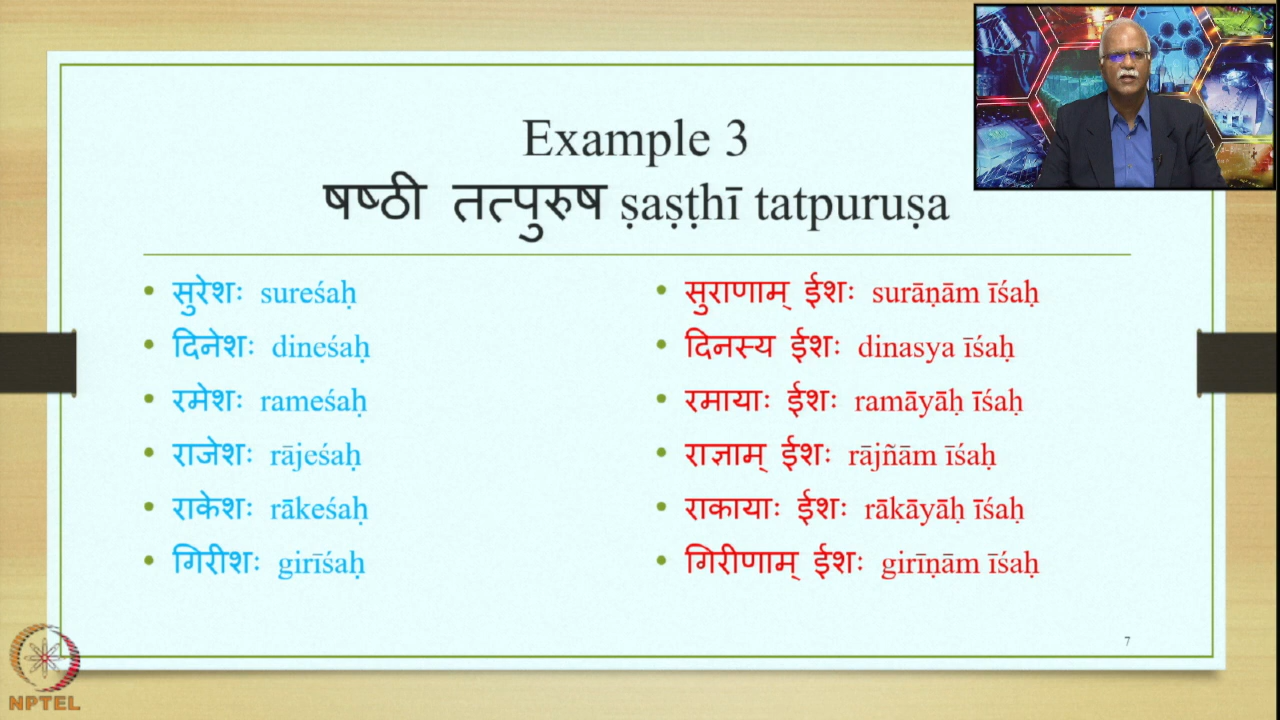 Example 3
षष्ठी तत्पुरुष ṣaṣṭhī tatpuruṣa
• सुरेशः sureśaḥ
• सुराणाम् ईशः surāṇām īśaḥ
• दिनेशः dineśaḥ
• दिनस्य ईशः dinasya īśaḥ
• रमेशः rameśaḥ
• रमायाः ईशः ramāyāḥ īśaḥ
• राजेशः rājeśaḥ
• राज्ञाम् ईशः rājñām īśaḥ
• राकेशः rākeśaḥ
• राकायाः ईशः rākāyāḥ īśaḥ
• गिरीशः girīśaḥ
• गिरीणाम् ईशः girīṇām īśaḥ
7
NPTEL